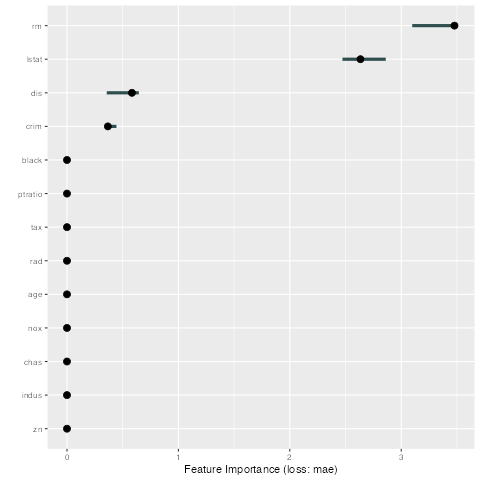 rm
lstat
dis
crim
black
ptratio
tax
rad
age
nox
chas
indus
zn
0 1 2 3
Feature Importance (loss: mae)